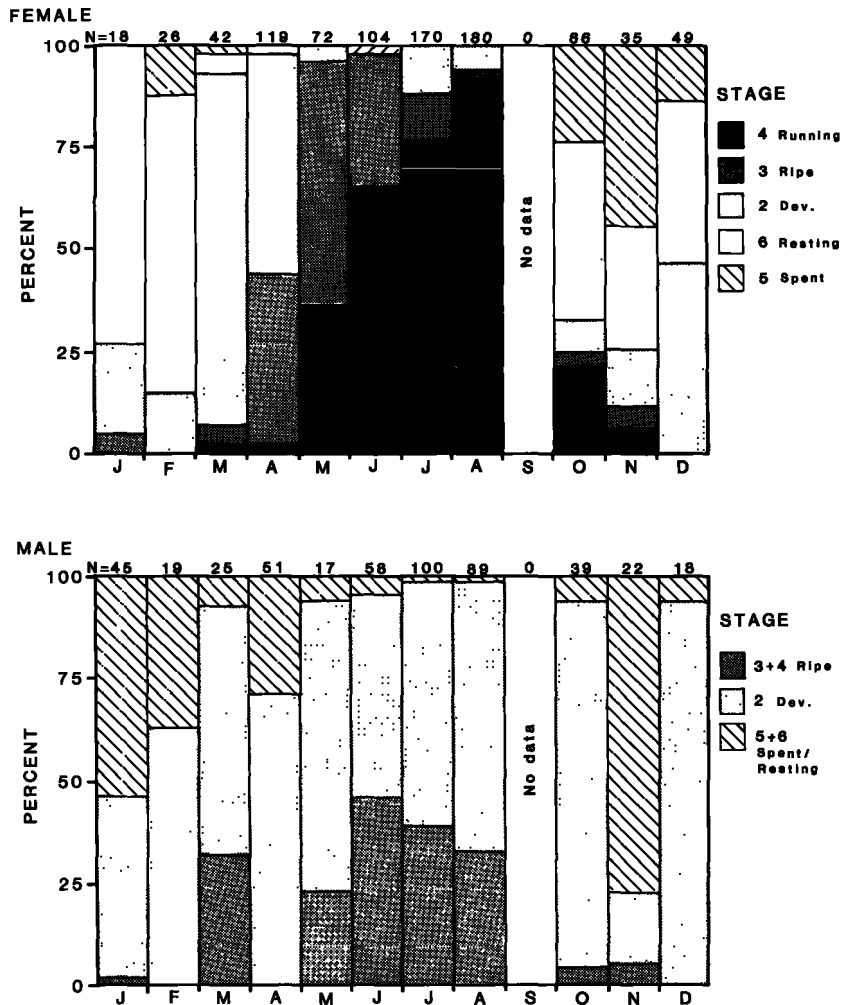 FEMALE
N=18 26 42 119 72 104 170 180 0 66 35 49
100
75
50
25
0
PERCENT
No data
J F M A M J J A S O N D
STAGE
4 Running
3 Ripe
2 Dev.
6 Resting
5 Spent
MALE
N=45 19 25 51 17 58 100 89 0 39 22 18
100
75
50
25
0
PERCENT
No data
J F M A M J J A S O N D
STAGE
3+4 Ripe
2 Dev.
5+6
Spent/
Resting